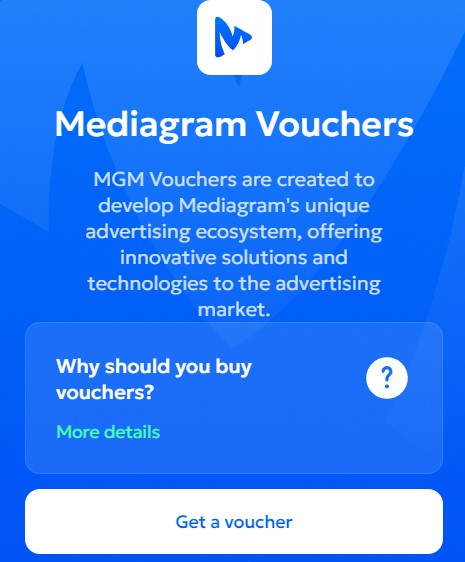 Mediagram Vouchers
MGM Vouchers are created to
develop Mediagram's unique
advertising ecosystem, offering
innovative solutions and
technologies to the advertising
market.
Why should you buy
vouchers?
?
More details
Get a voucher